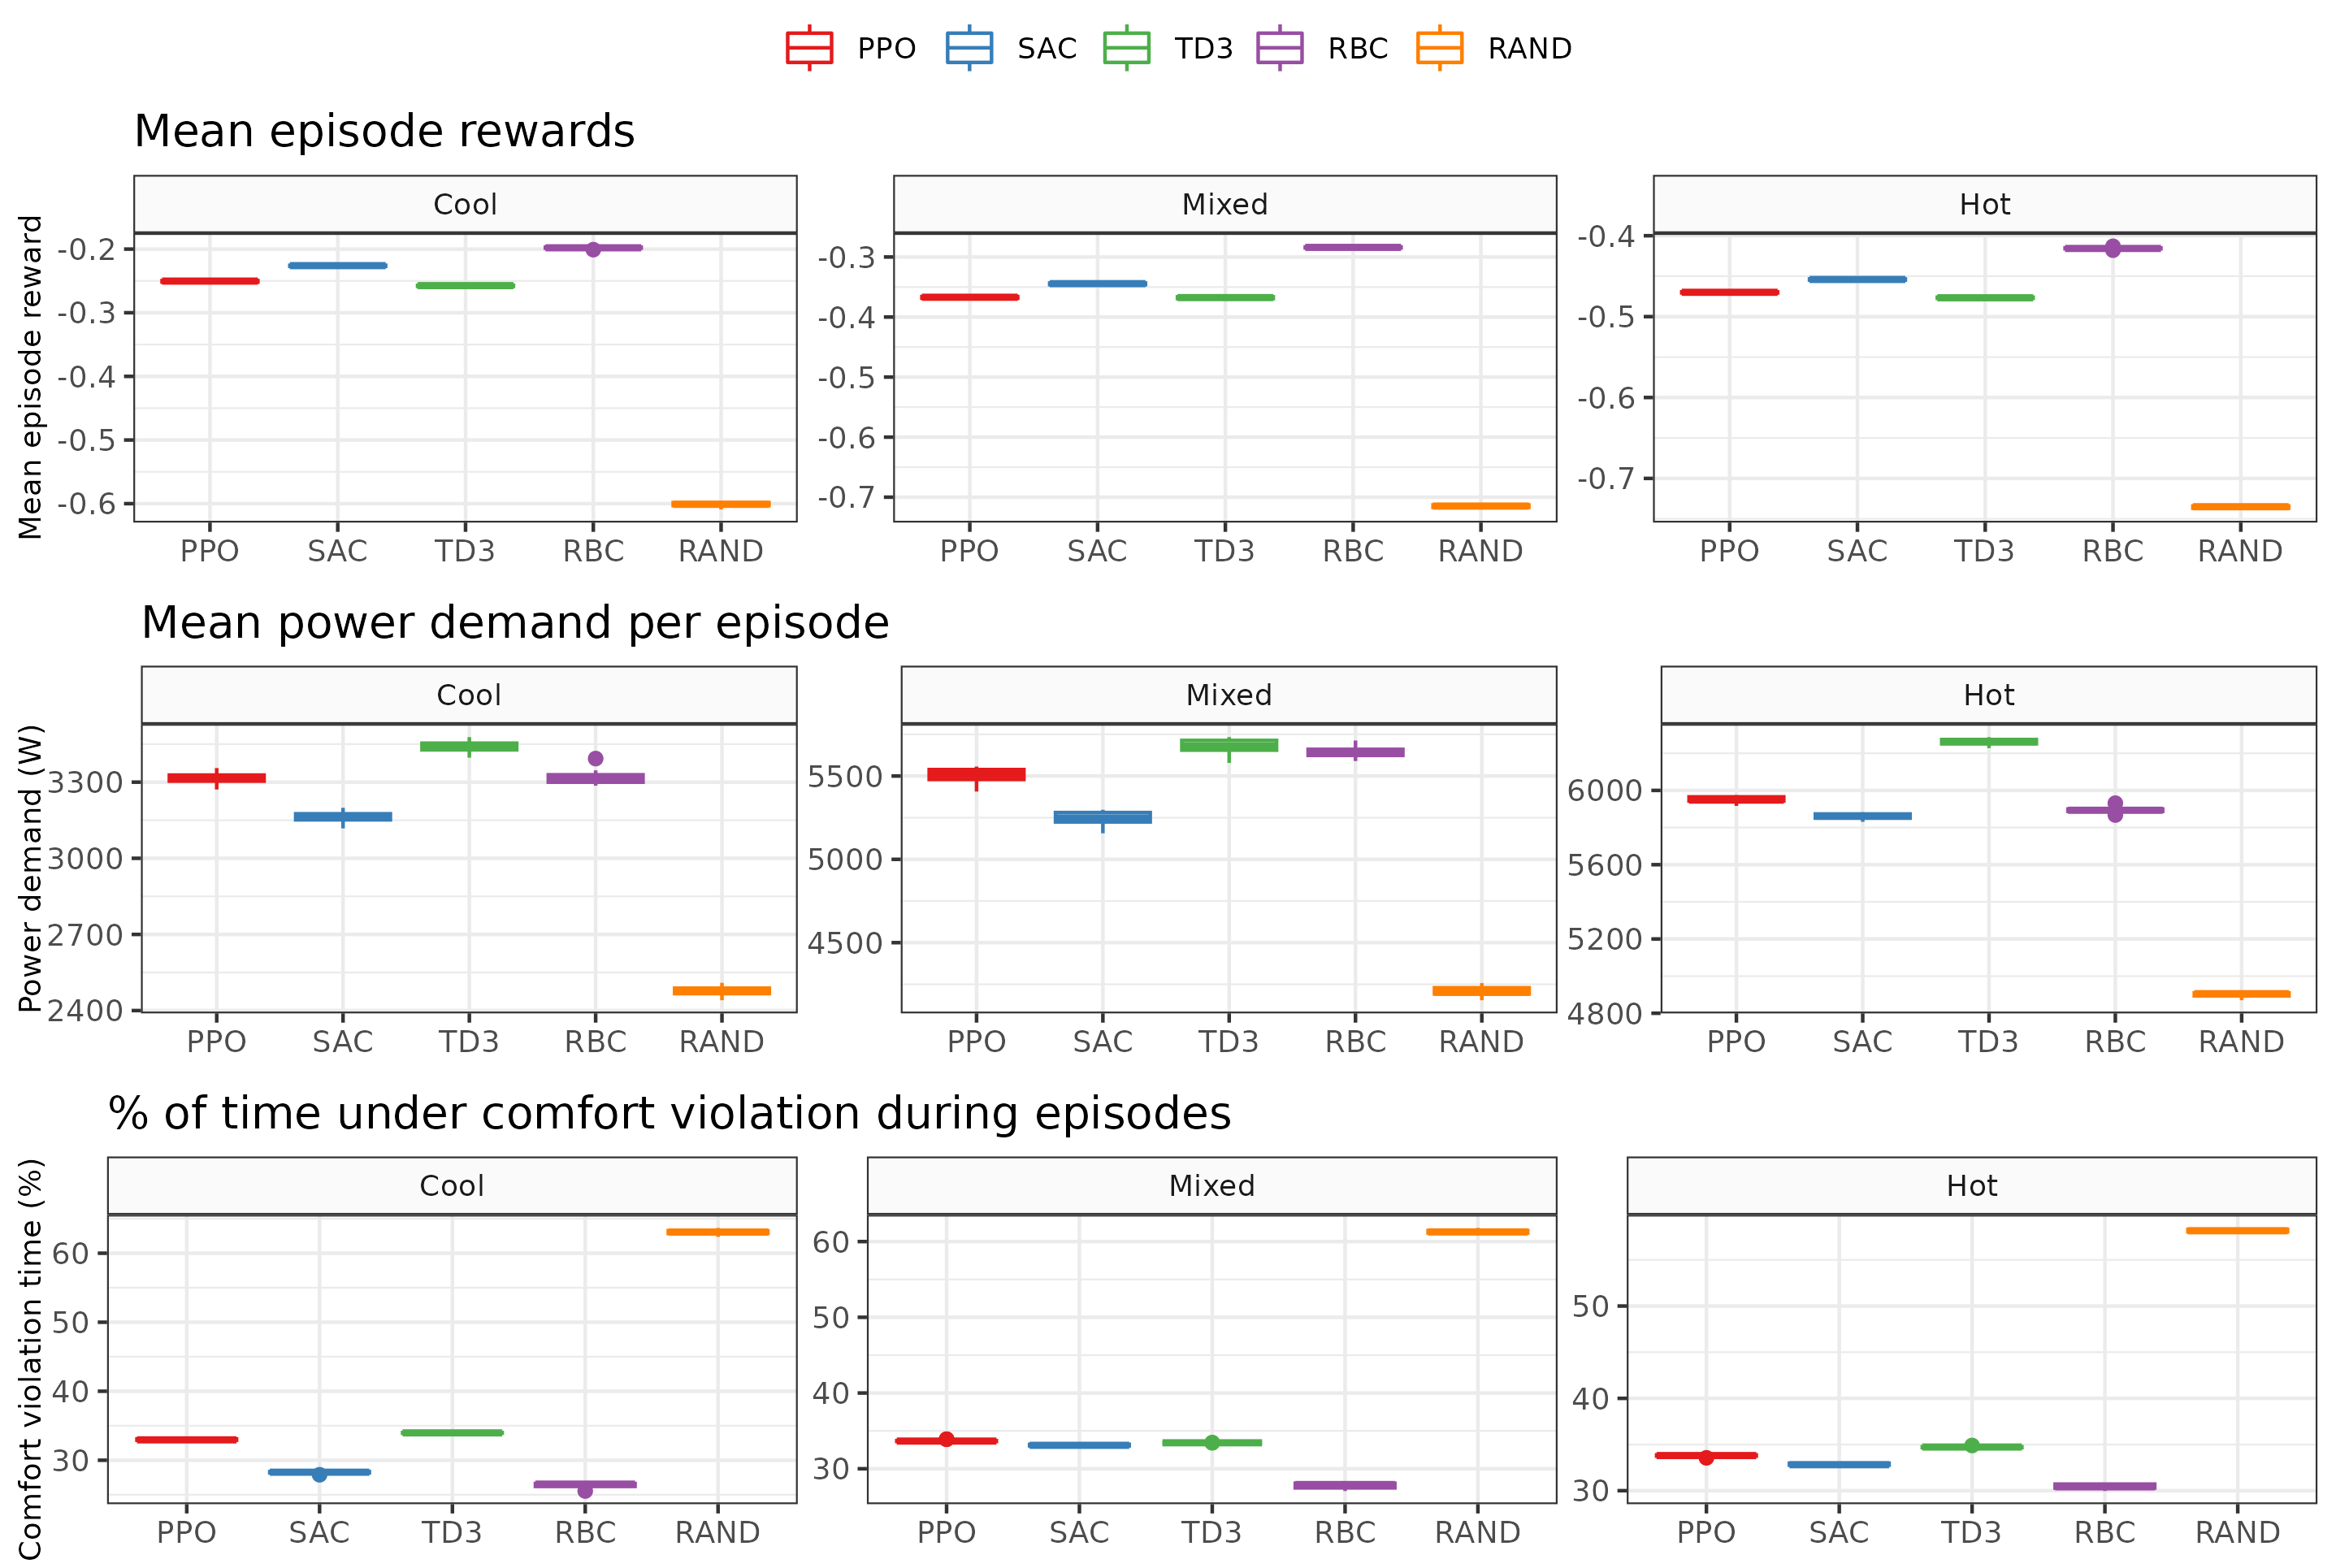 PPO SAC TD3 RBC RAND
Mean episode rewards
Cool Mixed Hot
Mean episode reward
-0.2 -0.3 -0.4 -0.5 -0.6
-0.3 -0.4 -0.5 -0.6 -0.7
-0.4 -0.5 -0.6 -0.7
PPO SAC TD3 RBC RAND
PPO SAC TD3 RBC RAND
PPO SAC TD3 RBC RAND
Mean power demand per episode
Cool Mixed Hot
Power demand (W)
3300 3000 2700 2400
5500 5000 4500
6000 5600 5200 4800
PPO SAC TD3 RBC RAND
PPO SAC TD3 RBC RAND
PPO SAC TD3 RBC RAND
% of time under comfort violation during episodes
Cool Mixed Hot
Comfort violation time (%)
60 50 40 30
60 50 40 30
50 40 30
PPO SAC TD3 RBC RAND
PPO SAC TD3 RBC RAND
PPO SAC TD3 RBC RAND